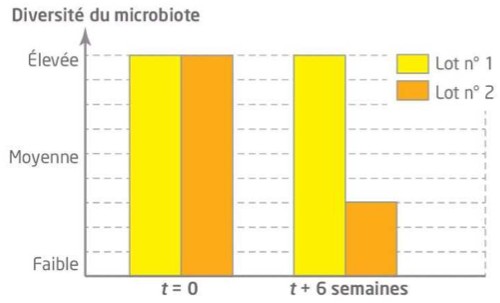 Diversité du microbiote
Élevée
Moyenne
Faible
Lot n° 1
Lot n° 2
t = 0
t + 6 semaines